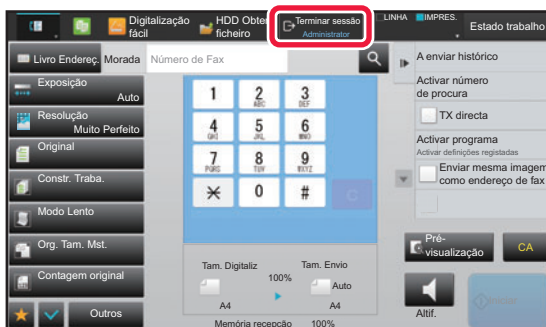 Digitalização fácil
HDD Obter ficheiro
Terminar sessão
Administrator
LINHA
IMPRES.
Estado trabalho
Livro Endereç.
Morada
Número de Fax
A enviar histórico
Exposição
Auto
1
2
ABC
3
DEF
Activar número
de procura
TX directa
Resolução
Muito Perfeito
4
GHI
5
JKL
6
MNO
Activar programa
Activar definições registadas
Original
7
PQRS
8
TUV
9
WXYZ
Enviar mesma imagem
como endereço de fax
Constr. Traba.
0
#
C
Modo Lento
Org. Tam. Mst.
Pré-
visualização
CA
Tam. Digitaliz
100%
Tam. Envio
Auto
Contagem original
A4
A4
Iniciar
Outros
Altif.
Memória recepção 100%